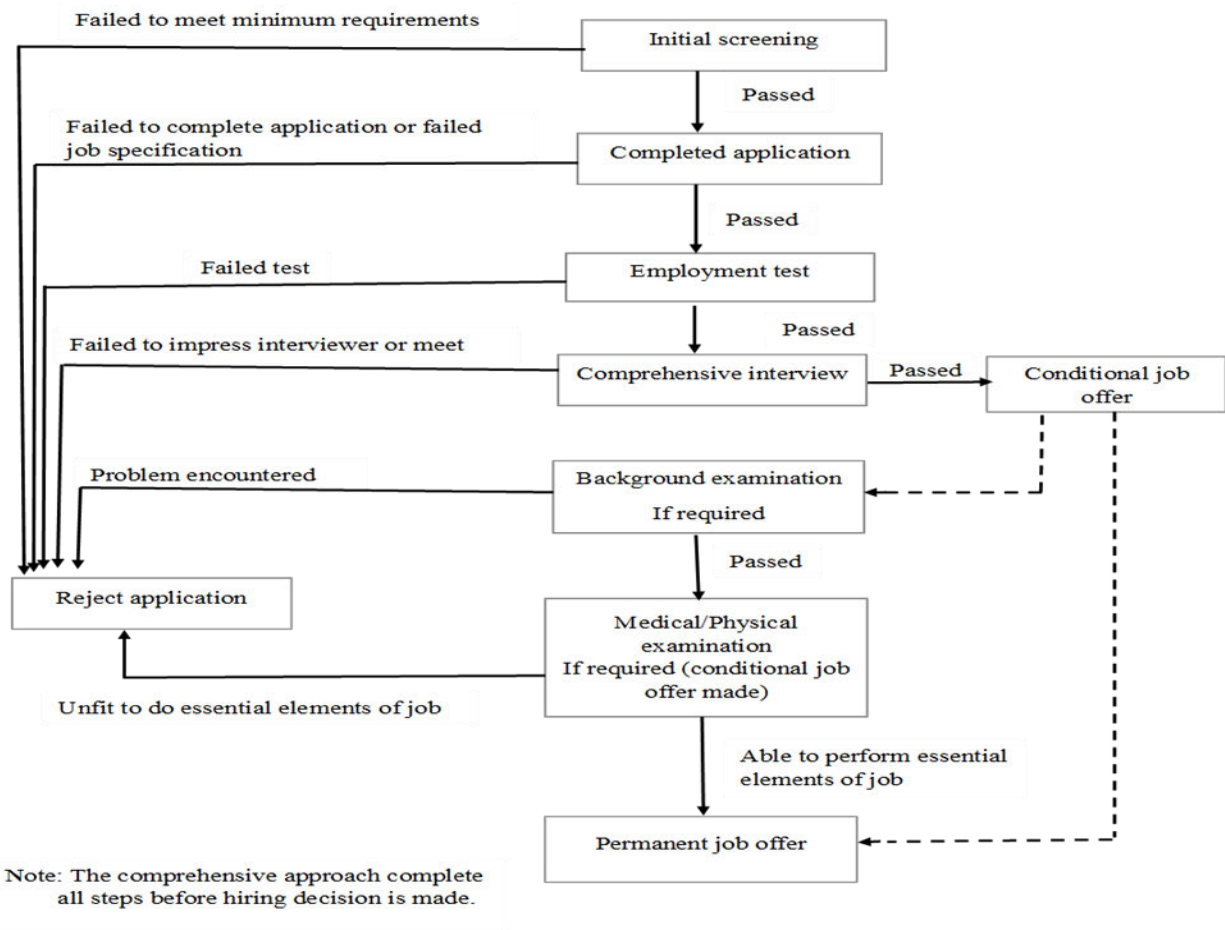 Failed to meet minimum requirements
Initial screening
Passed
Failed to complete application or failed
job specification
Completed application
Passed
Failed test
Employment test
Passed
Failed to impress interviewer or meet
Comprehensive interview
Passed
Conditional job
offer
Problem encountered
Background examination
If required
Passed
Reject application
Medical/Physical
examination
If required (conditional job
offer made)
Unfit to do essential elements of job
Able to perform essential
elements of job
Permanent job offer
Note: The comprehensive approach complete
all steps before hiring decision is made.